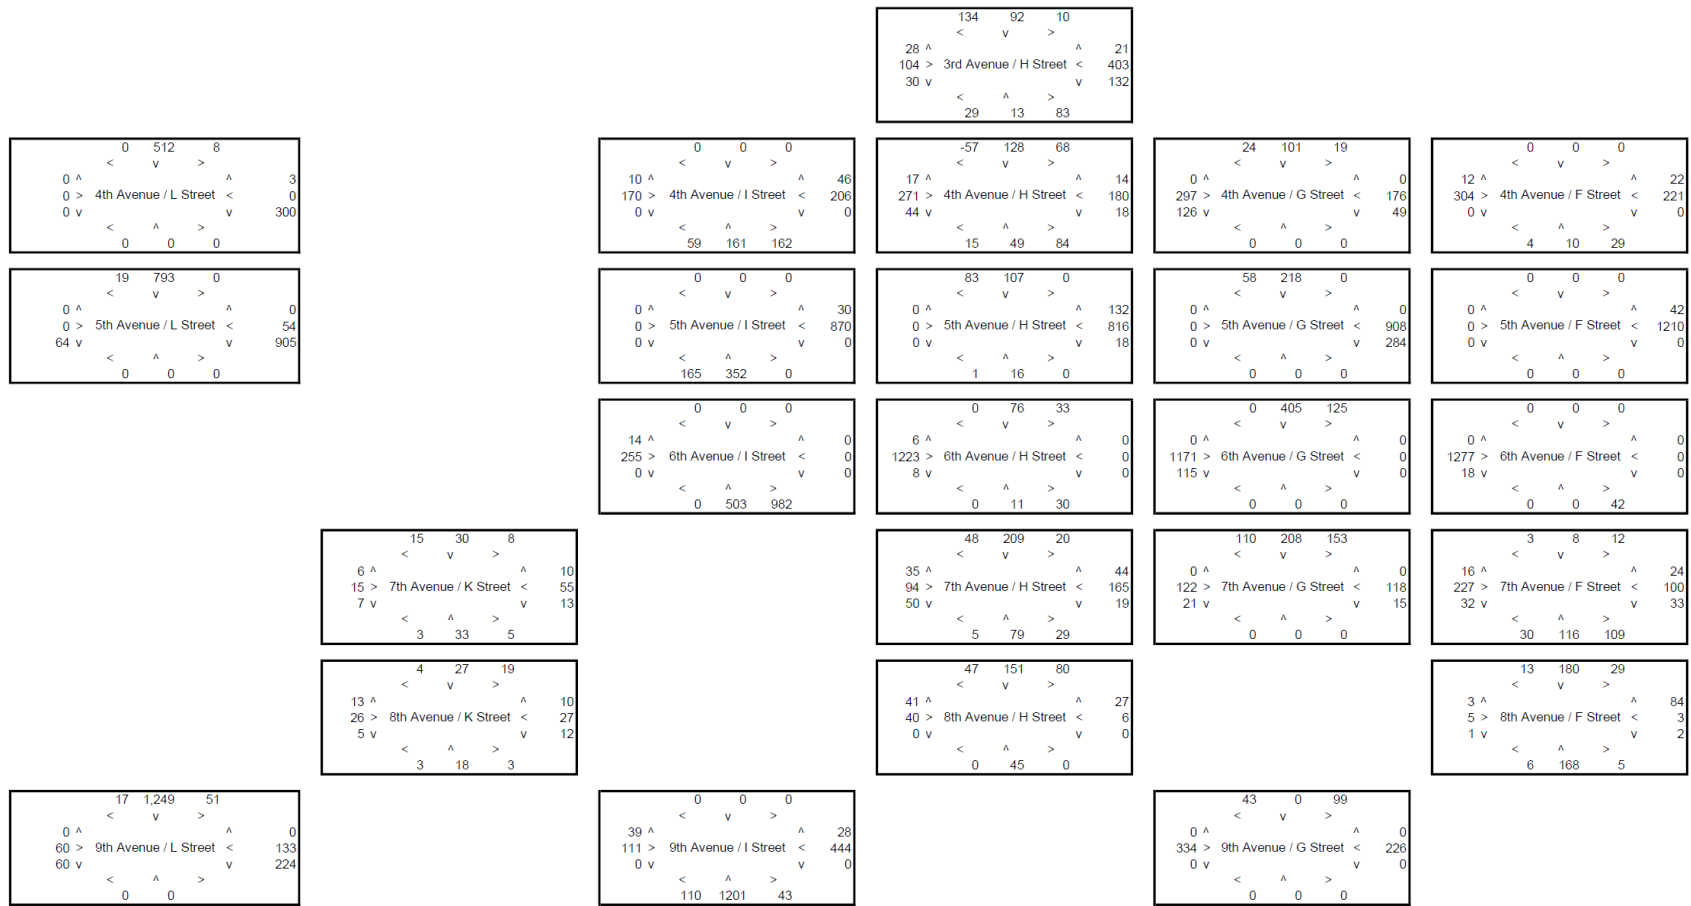 134 92 10
< v >
28 ^ ^ 21
104 > 3rd Avenue / H Street < 403
30 v v 132
< ^ >
29 13 83
0 512 8
< v >
0 ^ ^ 3
0 > 4th Avenue / L Street < 0
0 v v 300
< ^ >
0 0 0
0 0 0
< v >
10 ^ ^ 46
170 > 4th Avenue / I Street < 206
0 v v 0
< ^ >
59 161 162
-57 128 68
< v >
17 ^ ^ 14
271 > 4th Avenue / H Street < 180
44 v v 18
< ^ >
15 49 84
24 101 19
< v >
0 ^ ^ 0
297 > 4th Avenue / G Street < 176
126 v v 49
< ^ >
0 0 0
0 0 0
< v >
12 ^ ^ 22
304 > 4th Avenue / F Street < 221
0 v v 0
< ^ >
4 10 29
19 793 0
< v >
0 ^ ^ 0
0 > 5th Avenue / L Street < 54
64 v v 905
< ^ >
0 0 0
0 0 0
< v >
0 ^ ^ 30
0 > 5th Avenue / I Street < 870
0 v v 0
< ^ >
165 352 0
83 107 0
< v >
0 ^ ^ 132
0 > 5th Avenue / H Street < 816
0 v v 18
< ^ >
1 16 0
58 218 0
< v >
0 ^ ^ 0
0 > 5th Avenue / G Street < 908
0 v v 284
< ^ >
0 0 0
0 0 0
< v >
0 ^ ^ 42
0 > 5th Avenue / F Street < 1210
0 v v 0
< ^ >
0 0 0
0 0 0
< v >
14 ^ ^ 0
255 > 6th Avenue / I Street < 0
0 v v 0
< ^ >
0 503 982
0 76 33
< v >
6 ^ ^ 0
1223 > 6th Avenue / H Street < 0
8 v v 0
< ^ >
0 11 30
0 405 125
< v >
0 ^ ^ 0
1171 > 6th Avenue / G Street < 0
115 v v 0
< ^ >
0 0 0
0 0 0
< v >
0 ^ ^ 0
1277 > 6th Avenue / F Street < 0
18 v v 0
< ^ >
0 0 42
15 30 8
< v >
6 ^ ^ 10
15 > 7th Avenue / K Street < 55
7 v v 13
< ^ >
3 33 5
48 209 20
< v >
35 ^ ^ 44
94 > 7th Avenue / H Street < 165
50 v v 19
< ^ >
5 79 29
110 208 153
< v >
0 ^ ^ 0
122 > 7th Avenue / G Street < 118
21 v v 15
< ^ >
0 0 0
3 8 12
< v >
16 ^ ^ 24
227 > 7th Avenue / F Street < 100
32 v v 33
< ^ >
30 116 109
4 27 19
< v >
13 ^ ^ 10
26 > 8th Avenue / K Street < 27
5 v v 12
< ^ >
3 18 3
47 151 80
< v >
41 ^ ^ 27
40 > 8th Avenue / H Street < 6
0 v v 0
< ^ >
0 45 0
13 180 29
< v >
3 ^ ^ 84
5 > 8th Avenue / F Street < 3
1 v v 2
< ^ >
6 168 5
17 1,249 51
< v >
0 ^ ^ 0
60 > 9th Avenue / L Street < 133
60 v v 224
< ^ >
0 0
0 0 0
< v >
39 ^ ^ 28
111 > 9th Avenue / I Street < 444
0 v v 0
< ^ >
110 1201 43
43 0 99
< v >
0 ^ ^ 0
334 > 9th Avenue / G Street < 226
0 v v 0
< ^ >
0 0 0